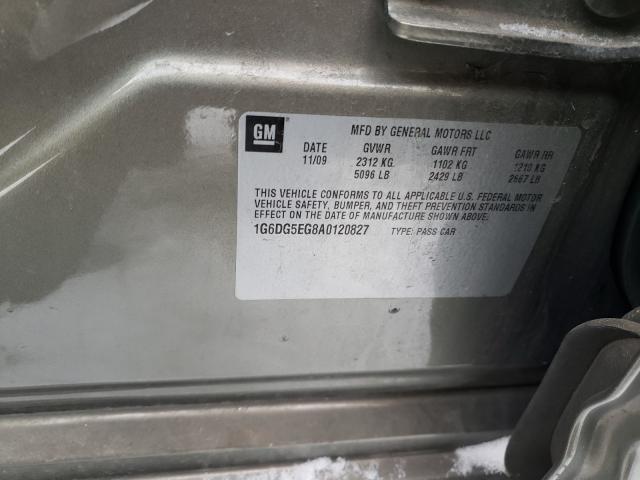 GM
MFD BY GENERAL MOTORS LLC
DATE GVWR GAWR FRT GAWR RR
11/09 2312 KG 1102 KG 1210 KG
5096 LB 2429 LB 2667 LB
THIS VEHICLE CONFORMS TO ALL APPLICABLE U.S. FEDERAL MOTOR
VEHICLE SAFETY, BUMPER, AND THEFT PREVENTION STANDARDS IN
EFFECT ON THE DATE OF MANUFACTURE SHOWN ABOVE.
1G6DG5EG8A0120827 TYPE: PASS CAR